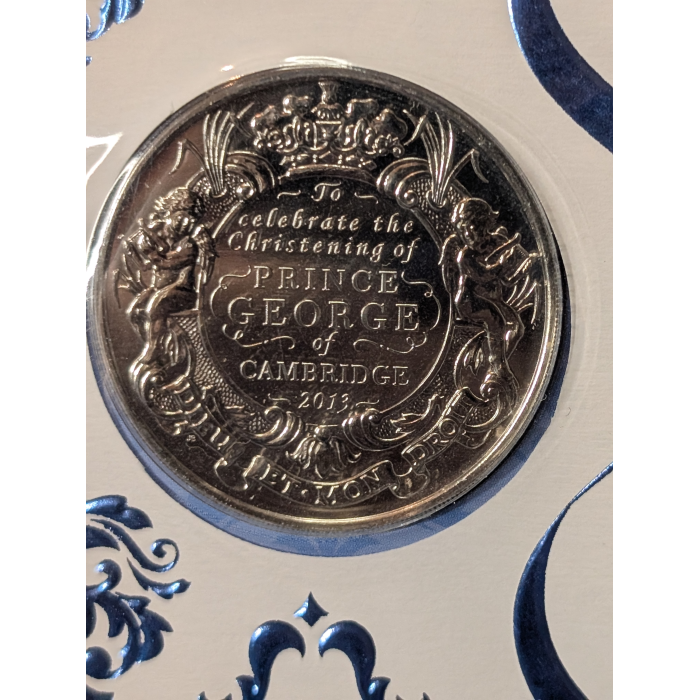 To
celebrate the
Christening of
PRINCE
GEORGE
of
CAMBRIDGE
2013
DIEU ET·MON DROIT